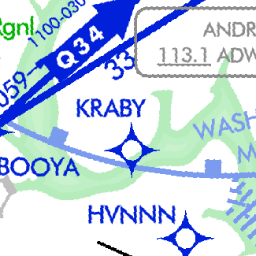 Rgnl
1100-030
ANDR
Q34
113.1 ADW
059
33
KRABY
WASH
BOOYA
M
HVNNN